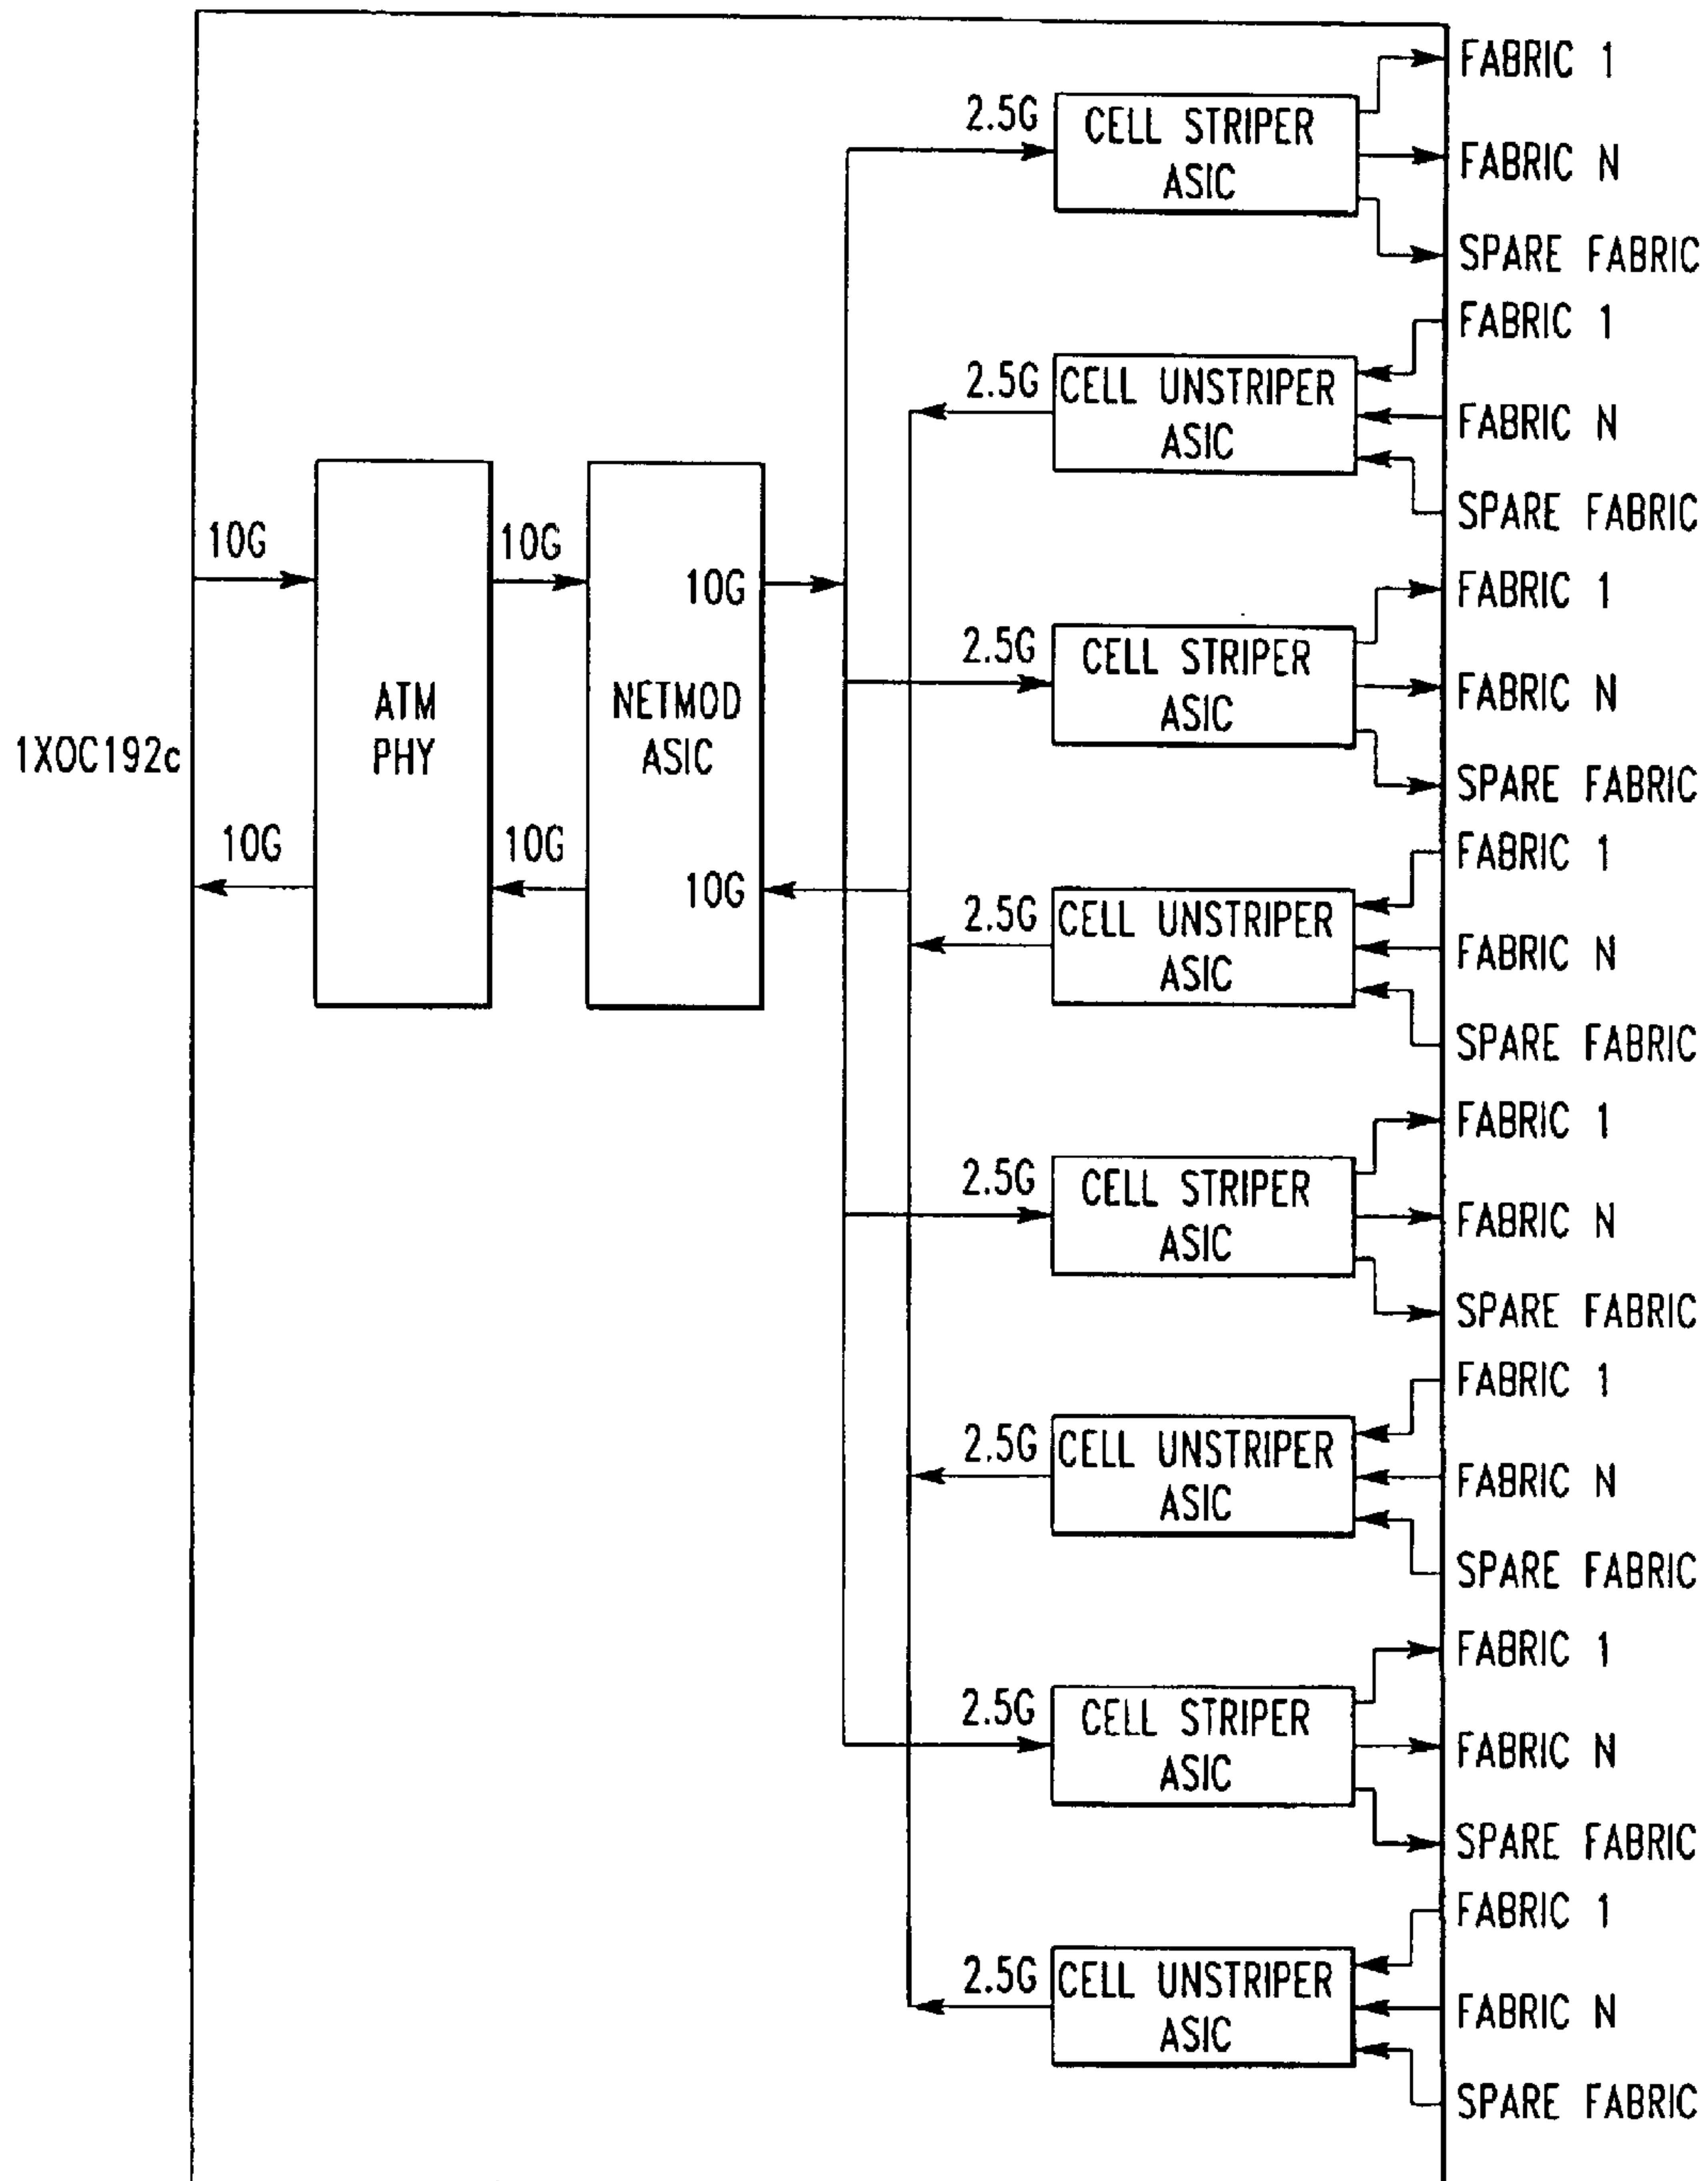 FABRIC 1
2.5G
CELL STRIPER
ASIC
FABRIC N
SPARE FABRIC
FABRIC 1
2.5G
CELL UNSTRIPER
ASIC
FABRIC N
SPARE FABRIC
10G
10G
10G
FABRIC 1
2.5G
CELL STRIPER
ASIC
FABRIC N
SPARE FABRIC
ATM
PHY
NETMOD
ASIC
1XOC192c
10G
10G
10G
FABRIC 1
2.5G
CELL UNSTRIPER
ASIC
FABRIC N
SPARE FABRIC
FABRIC 1
2.5G
CELL STRIPER
ASIC
FABRIC N
SPARE FABRIC
FABRIC 1
2.5G
CELL UNSTRIPER
ASIC
FABRIC N
SPARE FABRIC
FABRIC 1
2.5G
CELL STRIPER
ASIC
FABRIC N
SPARE FABRIC
FABRIC 1
2.5G
CELL UNSTRIPER
ASIC
FABRIC N
SPARE FABRIC